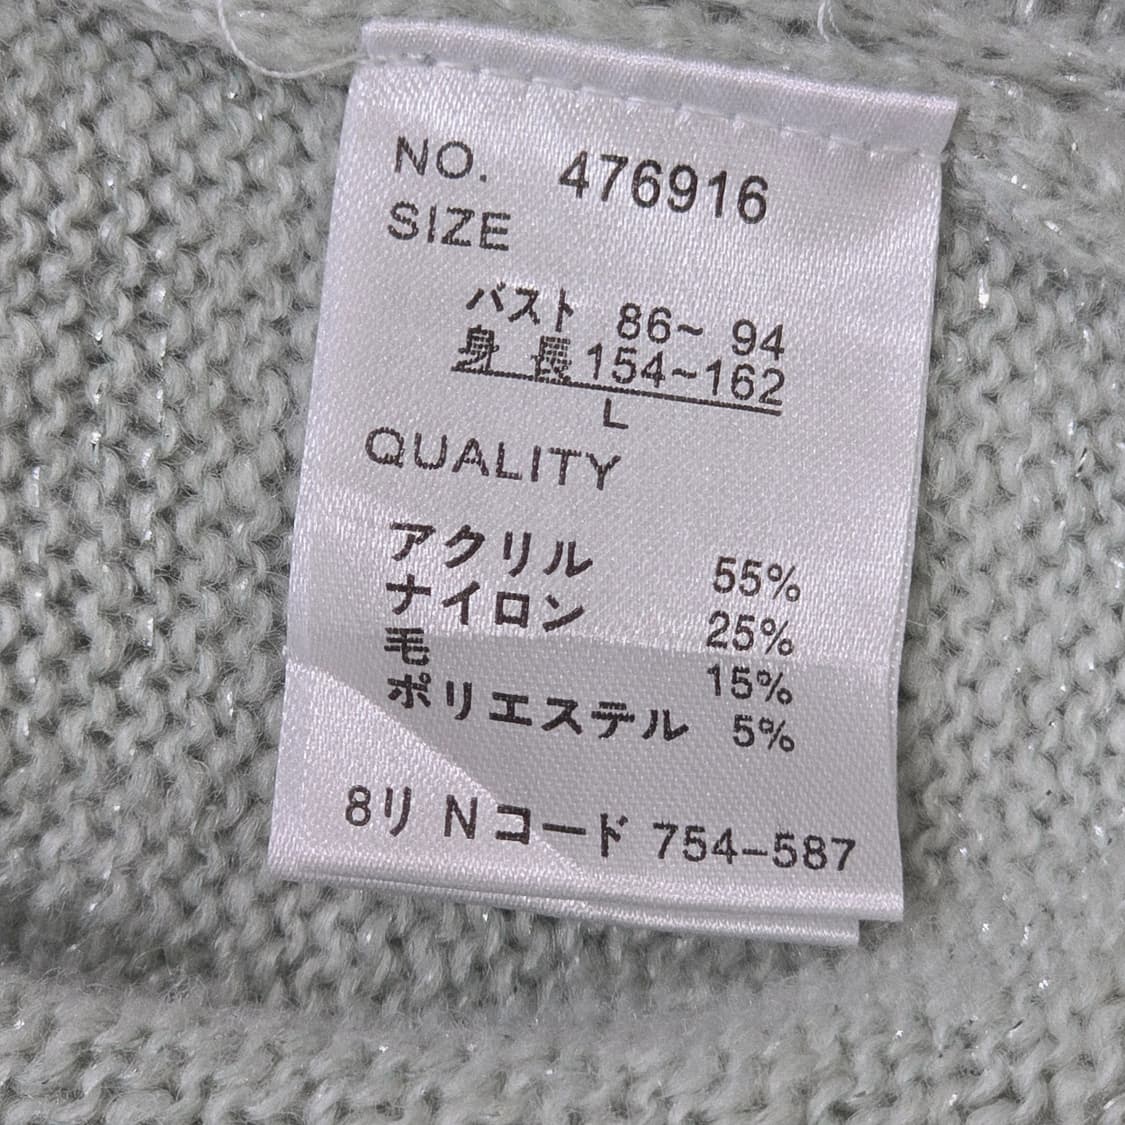 NO. 476916
SIZE
バスト 86~ 94
身 長154~162
L
QUALITY
アクリル 55%
ナイロン 25%
毛 15%
ポリエステル 5%
8リ Nコード 754-587